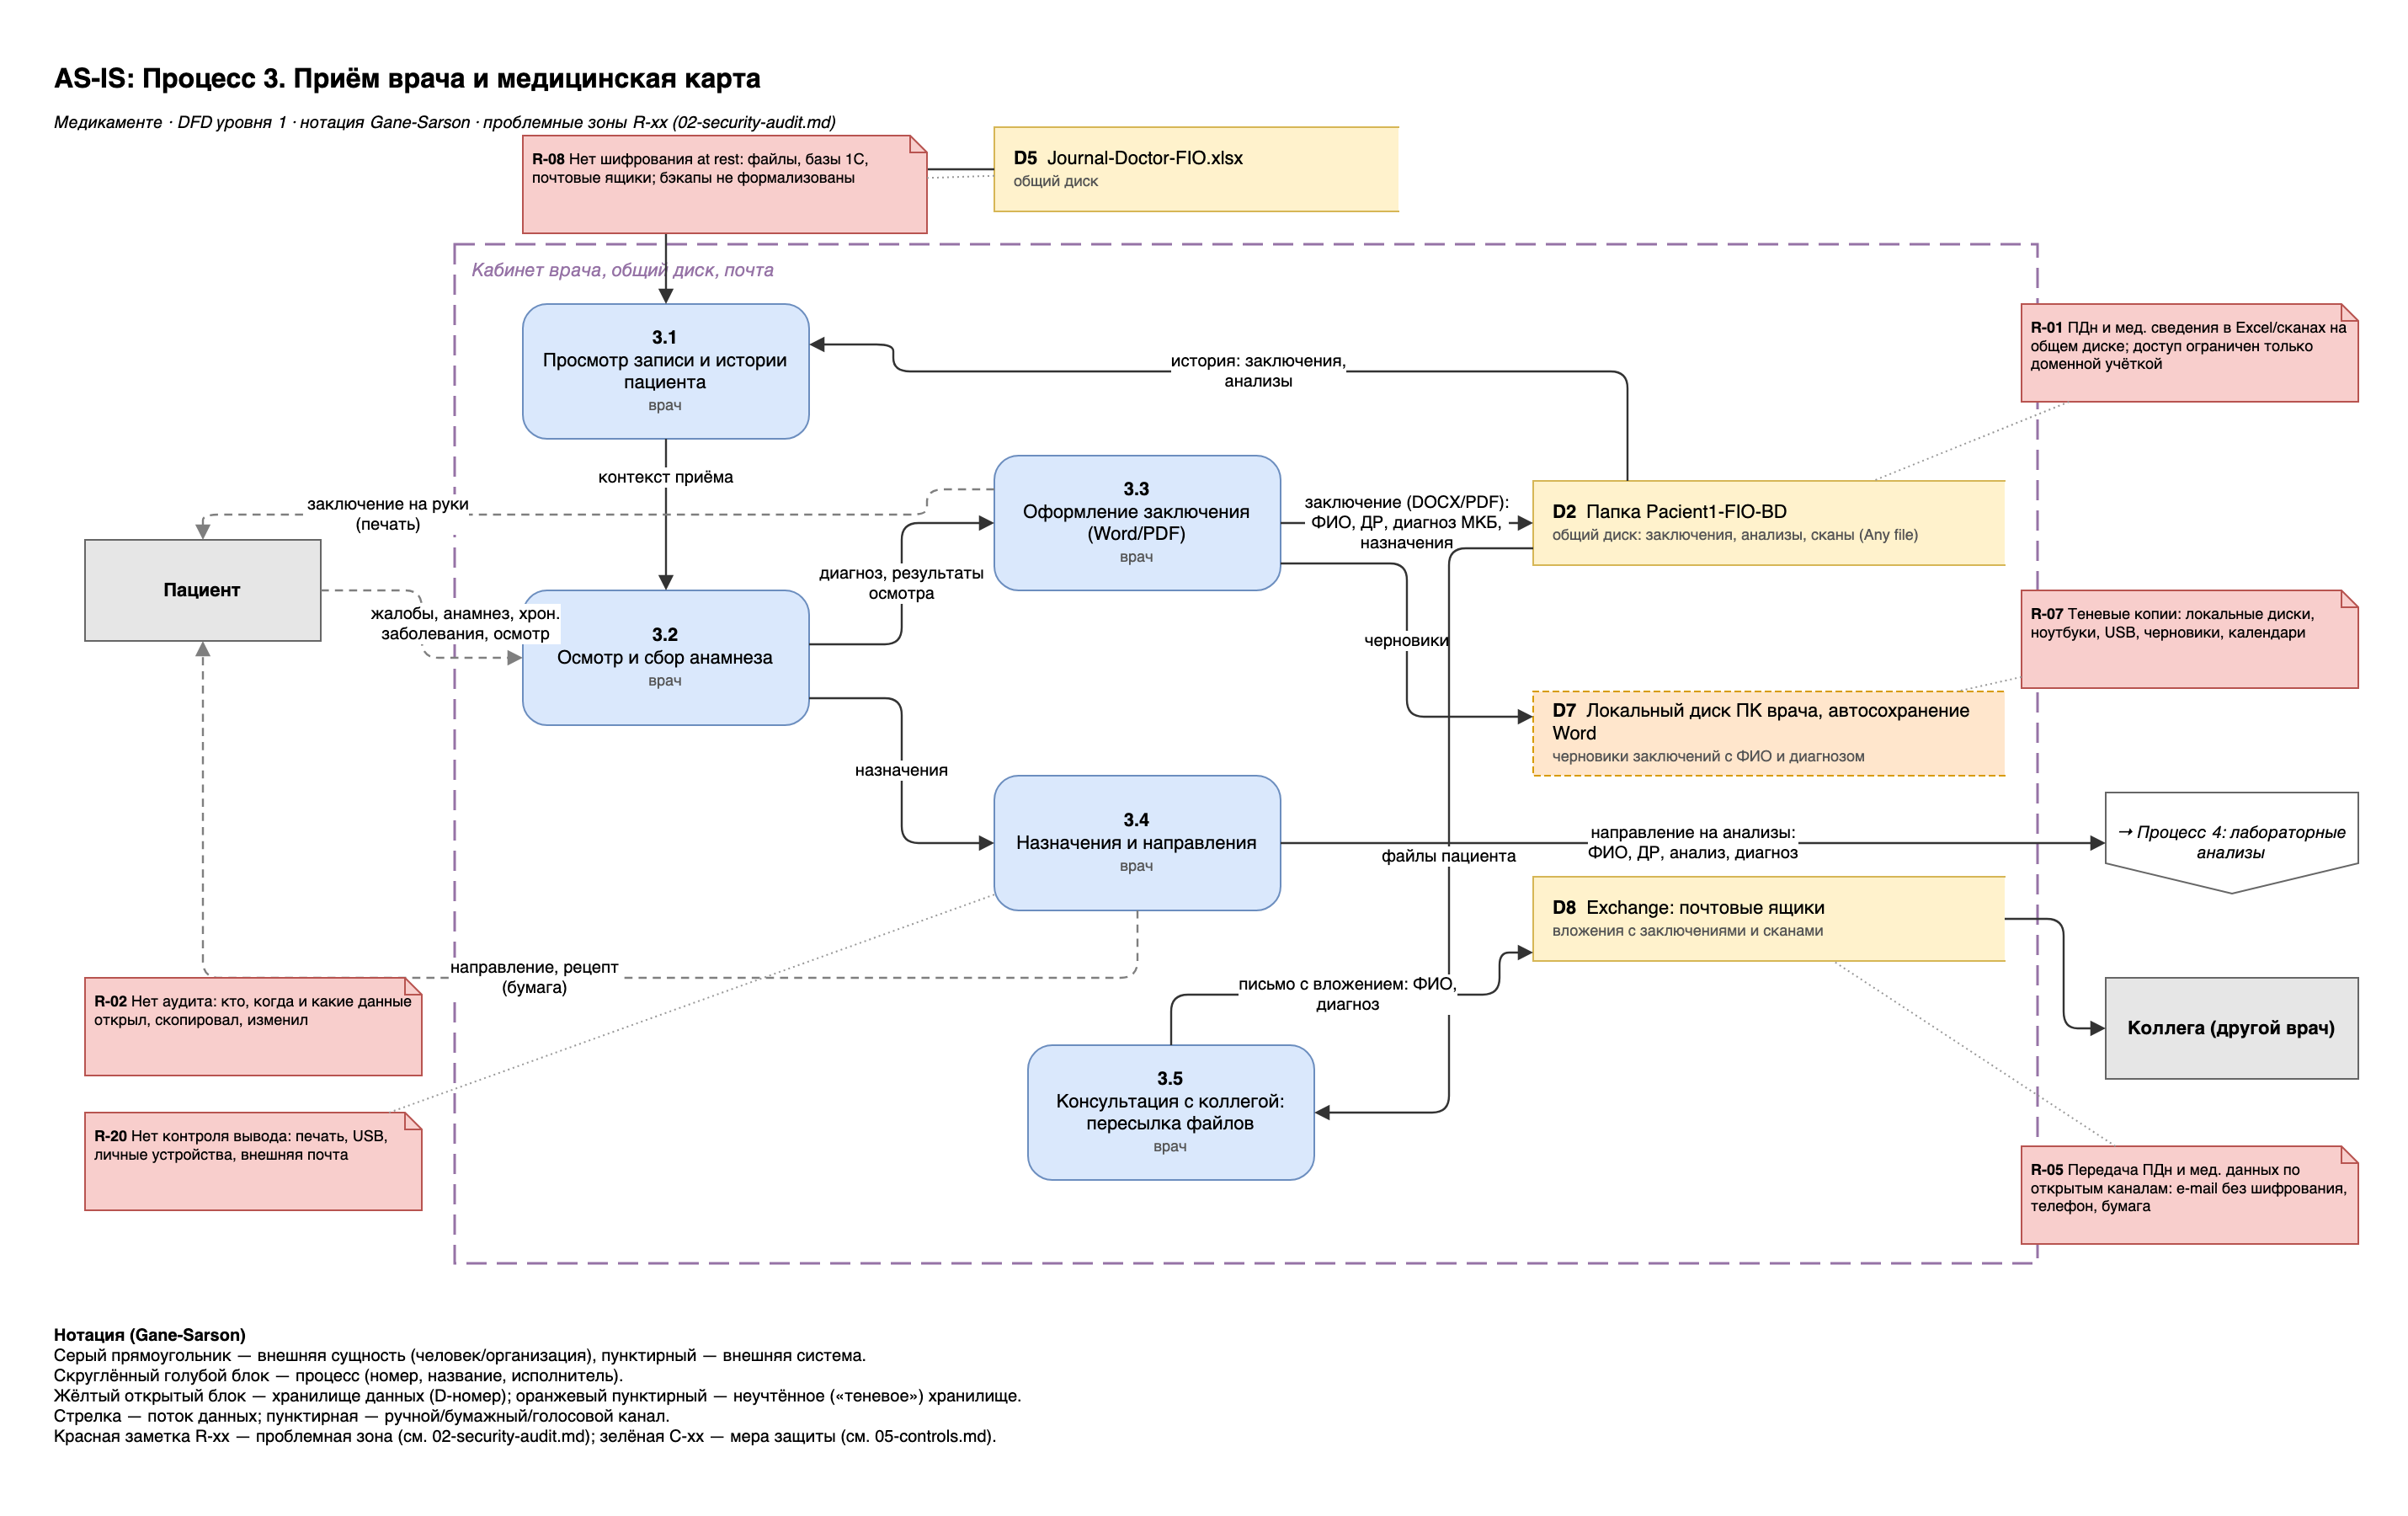 AS-IS: Процесс 3. Приём врача и медицинская карта
Медикаменте · DFD уровня 1 · нотация Gane-Sarson · проблемные зоны R-xx (02-security-audit.md)
R-08 Нет шифрования at rest: файлы, базы 1С,
почтовые ящики; бэкапы не формализованы
D5 Journal-Doctor-FIO.xlsx
общий диск
Кабинет врача, общий диск, почта
3.1
Просмотр записи и истории
пациента
врач
история: заключения,
анализы
R-01 ПДн и мед. сведения в Excel/сканах на
общем диске; доступ ограничен только
доменной учёткой
контекст приёма
заключение на руки
(печать)
3.3
Оформление заключения
(Word/PDF)
врач
заключение (DOCX/PDF):
ФИО, ДР, диагноз МКБ,
назначения
D2 Папка Pacient1-FIO-BD
общий диск: заключения, анализы, сканы (Any file)
Пациент
жалобы, анамнез, хрон.
заболевания, осмотр
диагноз, результаты
осмотра
3.2
Осмотр и сбор анамнеза
врач
черновики
R-07 Теневые копии: локальные диски,
ноутбуки, USB, черновики, календари
D7 Локальный диск ПК врача, автосохранение
Word
черновики заключений с ФИО и диагнозом
назначения
3.4
Назначения и направления
врач
направление на анализы:
ФИО, ДР, анализ, диагноз
→ Процесс 4: лабораторные
анализы
файлы пациента
D8 Exchange: почтовые ящики
вложения с заключениями и сканами
направление, рецепт
(бумага)
письмо с вложением: ФИО,
диагноз
R-02 Нет аудита: кто, когда и какие данные
открыл, скопировал, изменил
Коллега (другой врач)
3.5
Консультация с коллегой:
пересылка файлов
врач
R-20 Нет контроля вывода: печать, USB,
личные устройства, внешняя почта
R-05 Передача ПДн и мед. данных по
открытым каналам: e-mail без шифрования,
телефон, бумага
Нотация (Gane-Sarson)
Серый прямоугольник — внешняя сущность (человек/организация), пунктирный — внешняя система.
Скруглённый голубой блок — процесс (номер, название, исполнитель).
Жёлтый открытый блок — хранилище данных (D-номер); оранжевый пунктирный — неучтённое («теневое») хранилище.
Стрелка — поток данных; пунктирная — ручной/бумажный/голосовой канал.
Красная заметка R-xx — проблемная зона (см. 02-security-audit.md); зелёная C-xx — мера защиты (см. 05-controls.md).